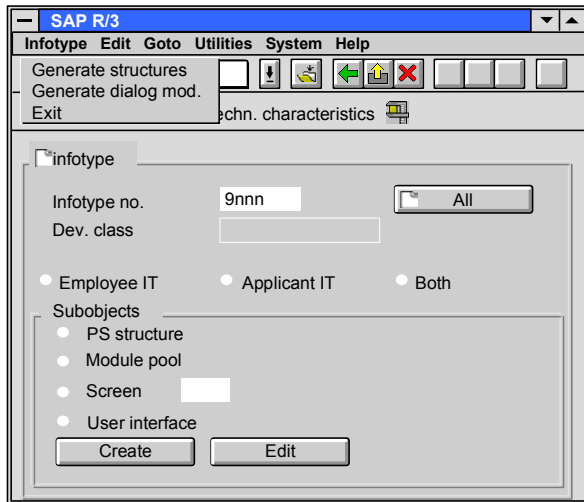 SAP R/3
Infotype Edit Goto Utilities System Help
Generate structures
Generate dialog mod.
Exit
echn. characteristics
infotype
Infotype no. 9nnn All
Dev. class
Employee IT Applicant IT Both
Subobjects
PS structure
Module pool
Screen
User interface
Create Edit